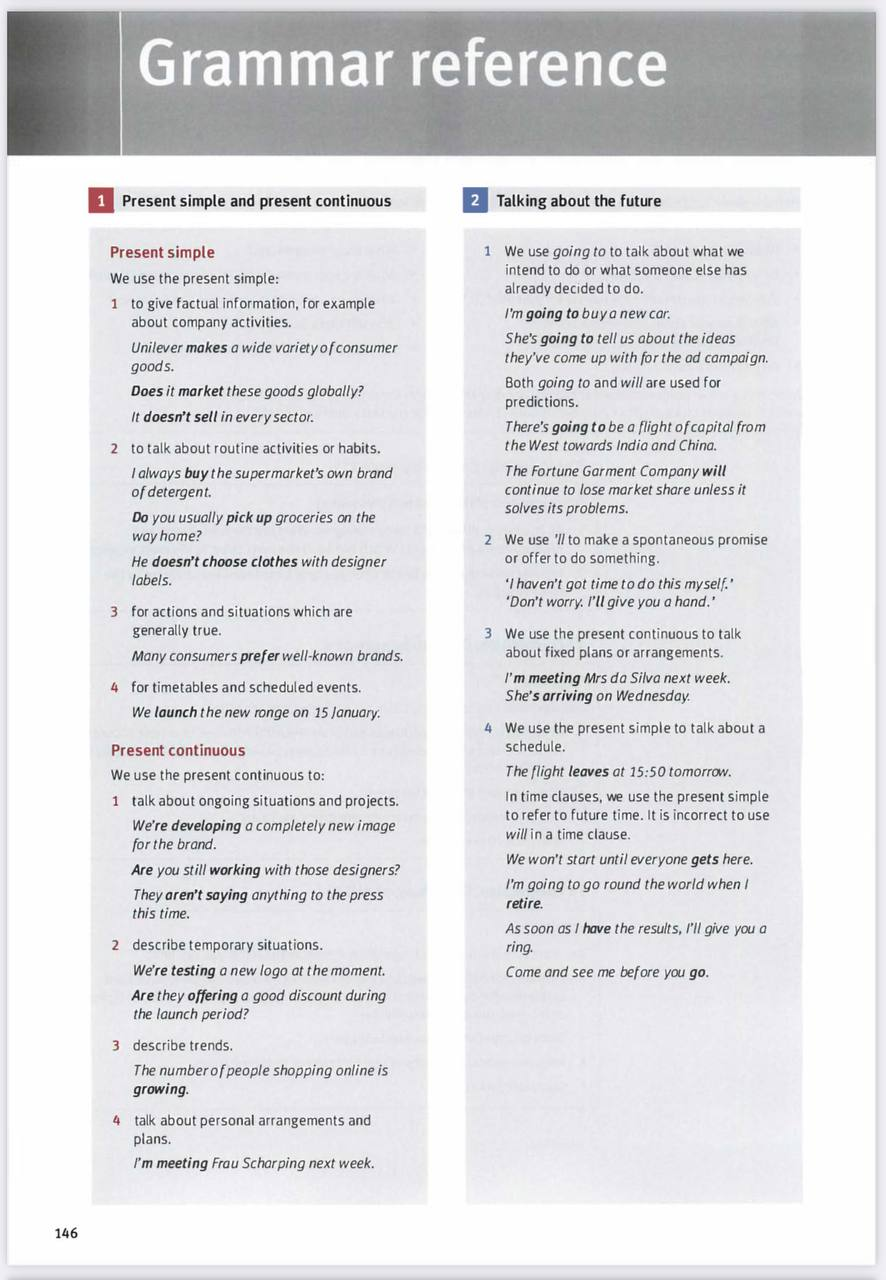 Grammar reference
1 Present simple and present continuous
Present simple
We use the present simple:
1 to give factual information, for example
about company activities.
Unilever makes a wide variety of consumer
goods.
Does it market these goods globally?
It doesn't sell in every sector.
2 to talk about routine activities or habits.
I always buy the supermarket's own brand
of detergent.
Do you usually pick up groceries on the
way home?
He doesn't choose clothes with designer
labels.
3 for actions and situations which are
generally true.
Many consumers prefer well-known brands.
4 for timetables and scheduled events.
We launch the new range on 15 January.
Present continuous
We use the present continuous to:
1 talk about ongoing situations and projects.
We're developing a completely new image
for the brand.
Are you still working with those designers?
They aren't saying anything to the press
this time.
2 describe temporary situations.
We're testing a new logo at the moment.
Are they offering a good discount during
the launch period?
3 describe trends.
The number of people shopping online is
growing.
4 talk about personal arrangements and
plans.
I'm meeting Frau Scharping next week.
2 Talking about the future
1 We use going to to talk about what we
intend to do or what someone else has
already decided to do.
I'm going to buy a new car.
She's going to tell us about the ideas
they've come up with for the ad campaign.
Both going to and will are used for
predictions.
There's going to be a flight of capital from
the West towards India and China.
The Fortune Garment Company will
continue to lose market share unless it
solves its problems.
2 We use 'll to make a spontaneous promise
or offer to do something.
'I haven't got time to do this myself.'
'Don't worry. I'll give you a hand.'
3 We use the present continuous to talk
about fixed plans or arrangements.
I'm meeting Mrs da Silva next week.
She's arriving on Wednesday.
4 We use the present simple to talk about a
schedule.
The flight leaves at 15:50 tomorrow.
In time clauses, we use the present simple
to refer to future time. It is incorrect to use
will in a time clause.
We won't start until everyone gets here.
I'm going to go round the world when I
retire.
As soon as I have the results, I'll give you a
ring.
Come and see me before you go.
146